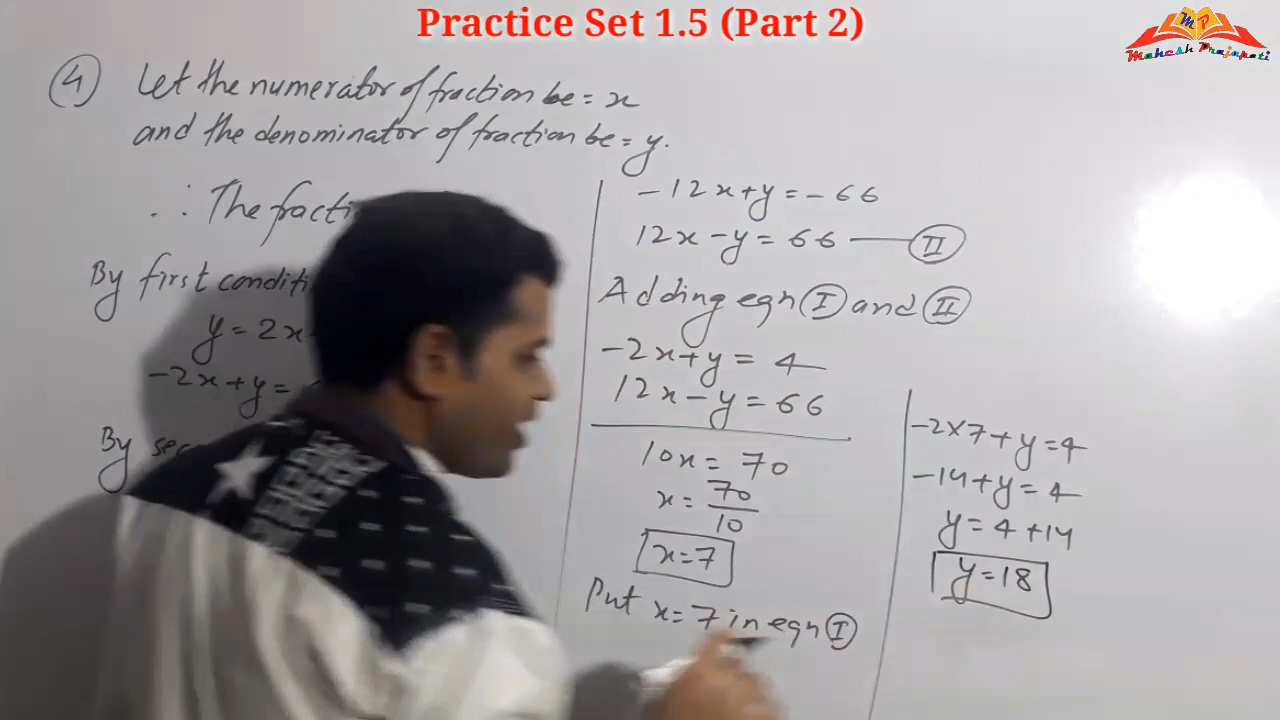 Practice Set 1.5 (Part 2)
MP
Mahesh Prajapati
4 Let the numerator of fraction be = x
and the denominator of fraction be = y.
∴ The fracti
By first conditi
y = 2x
-2x + y =
By sec
-12x + y = -66
12x - y = 66 — II
Adding eqn I and II
-2x + y = 4
12x - y = 66
10x = 70
x = 70/10
x = 7
Put x = 7 in eqn I
-2×7 + y = 4
-14 + y = 4
y = 4 + 14
y = 18